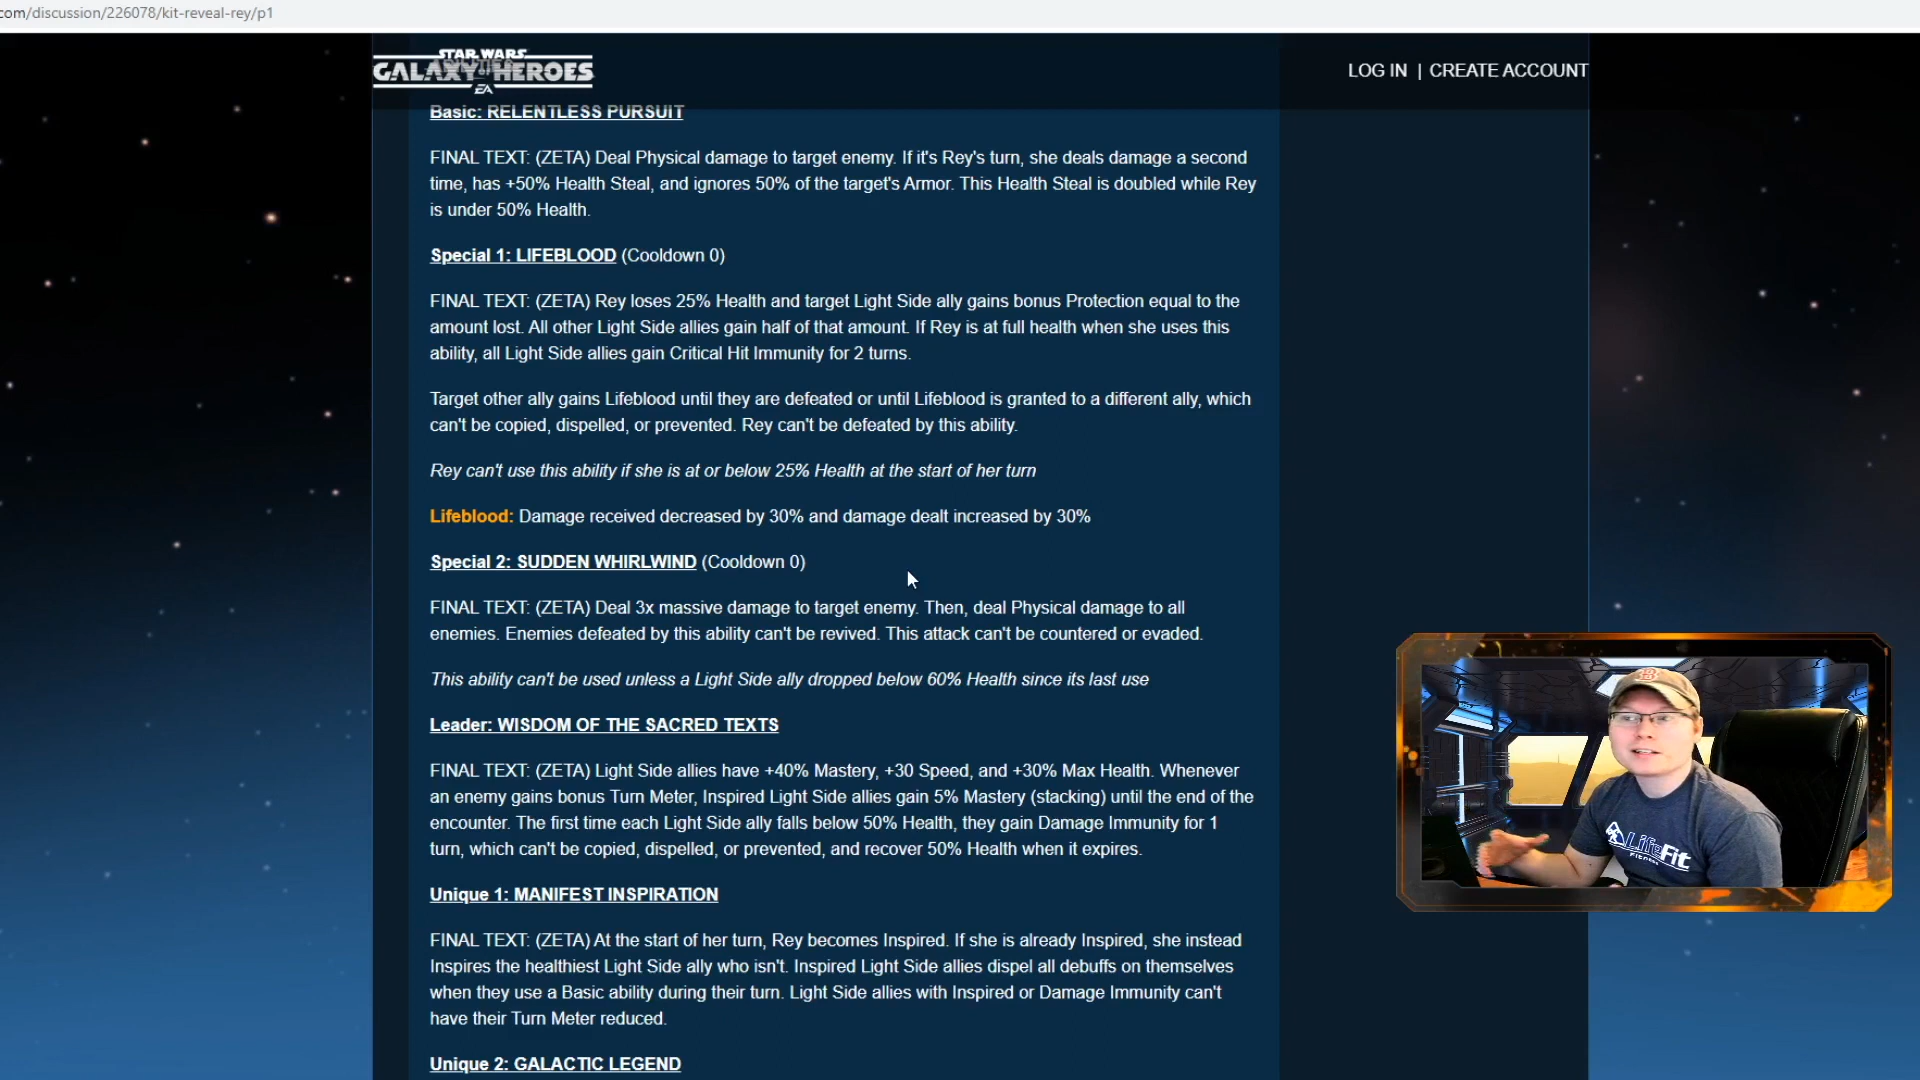 com/discussion/226078/kit-reveal-rey/p1
STAR WARS
GALAXY OF HEROES
EA
LOG IN | CREATE ACCOUNT
Basic: RELENTLESS PURSUIT
FINAL TEXT: (ZETA) Deal Physical damage to target enemy. If it's Rey's turn, she deals damage a second
time, has +50% Health Steal, and ignores 50% of the target's Armor. This Health Steal is doubled while Rey
is under 50% Health.
Special 1: LIFEBLOOD (Cooldown 0)
FINAL TEXT: (ZETA) Rey loses 25% Health and target Light Side ally gains bonus Protection equal to the
amount lost. All other Light Side allies gain half of that amount. If Rey is at full health when she uses this
ability, all Light Side allies gain Critical Hit Immunity for 2 turns.
Target other ally gains Lifeblood until they are defeated or until Lifeblood is granted to a different ally, which
can't be copied, dispelled, or prevented. Rey can't be defeated by this ability.
Rey can't use this ability if she is at or below 25% Health at the start of her turn
Lifeblood: Damage received decreased by 30% and damage dealt increased by 30%
Special 2: SUDDEN WHIRLWIND (Cooldown 0)
FINAL TEXT: (ZETA) Deal 3x massive damage to target enemy. Then, deal Physical damage to all
enemies. Enemies defeated by this ability can't be revived. This attack can't be countered or evaded.
This ability can't be used unless a Light Side ally dropped below 60% Health since its last use
Leader: WISDOM OF THE SACRED TEXTS
FINAL TEXT: (ZETA) Light Side allies have +40% Mastery, +30 Speed, and +30% Max Health. Whenever
an enemy gains bonus Turn Meter, Inspired Light Side allies gain 5% Mastery (stacking) until the end of the
encounter. The first time each Light Side ally falls below 50% Health, they gain Damage Immunity for 1
turn, which can't be copied, dispelled, or prevented, and recover 50% Health when it expires.
Unique 1: MANIFEST INSPIRATION
FINAL TEXT: (ZETA) At the start of her turn, Rey becomes Inspired. If she is already Inspired, she instead
Inspires the healthiest Light Side ally who isn't. Inspired Light Side allies dispel all debuffs on themselves
when they use a Basic ability during their turn. Light Side allies with Inspired or Damage Immunity can't
have their Turn Meter reduced.
Unique 2: GALACTIC LEGEND
B
LifeFit
FITNESS